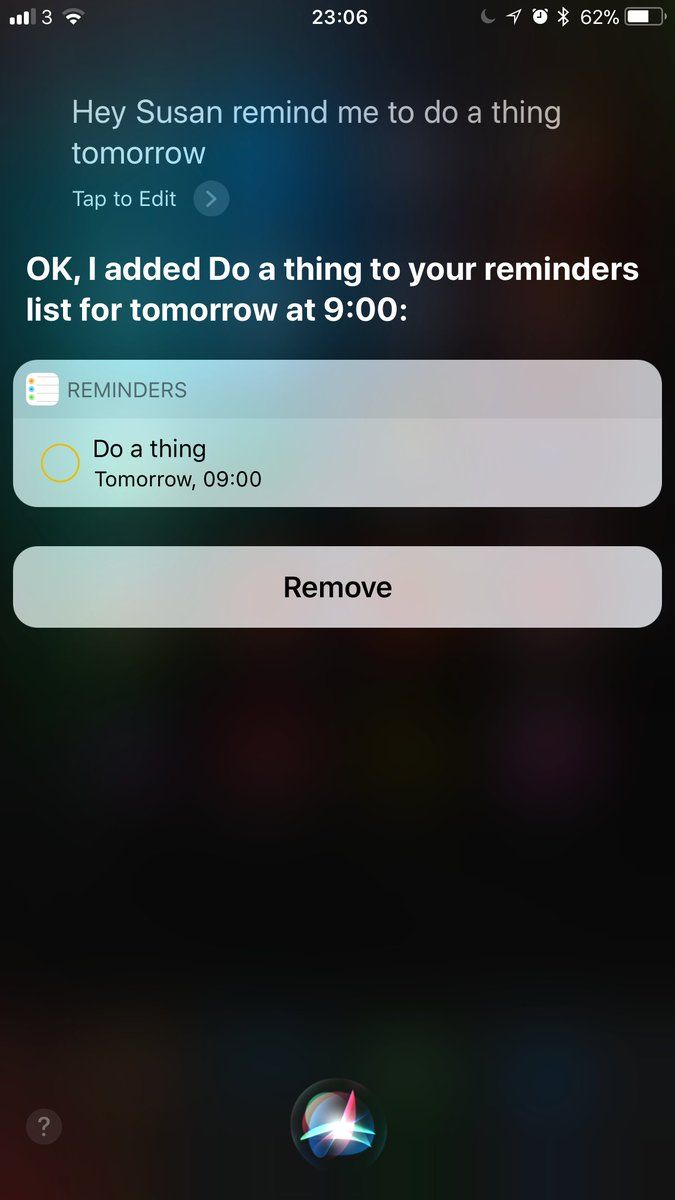 3 23:06 62%
Hey Susan remind me to do a thing
tomorrow
Tap to Edit
OK, I added Do a thing to your reminders
list for tomorrow at 9:00:
REMINDERS
Do a thing
Tomorrow, 09:00
Remove
?